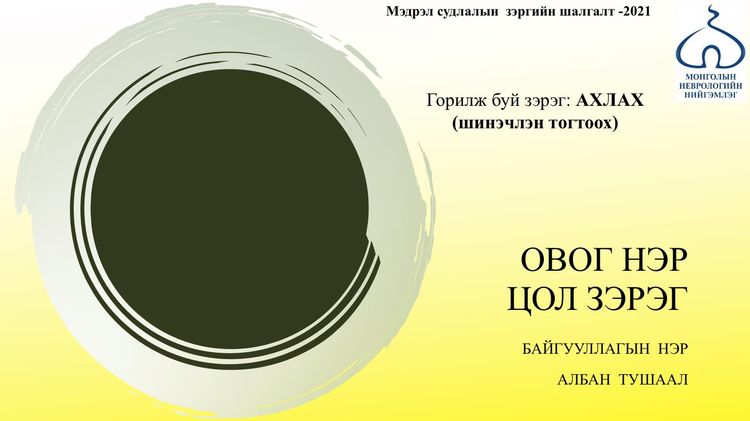 Мэдрэл судлалын зэргийн шалгалт -2021
МОНГОЛЫН
НЕВРОЛОГИЙН
НИЙГЭМЛЭГ
Горилж буй зэрэг: АХЛАХ
(шинэчлэн тогтоох)
ОВОГ НЭР
ЦОЛ ЗЭРЭГ
БАЙГУУЛЛАГЫН НЭР
АЛБАН ТУШААЛ